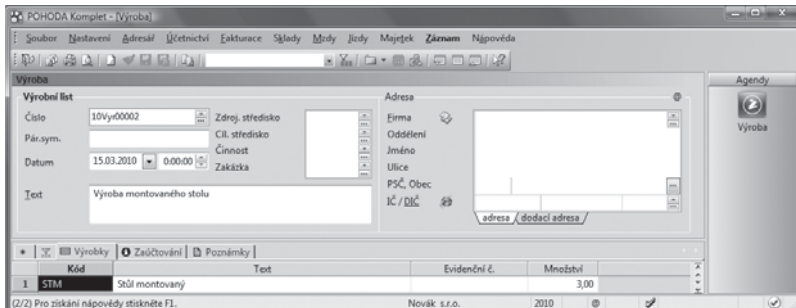 POHODA Komplet - [Výroba]
Soubor Nastavení Adresář Účetnictví Fakturace Sklady Mzdy Jízdy Majetek Záznam Nápověda
Výroba
Agendy
Výrobní list
Adresa
@
Číslo 10Vyr00002 Zdroj. středisko Firma
Výroba
Pár.sym. Cíl. středisko Oddělení
Činnost Jméno
Datum 15.03.2010 0:00:00 Zakázka Ulice
PSČ, Obec
Text Výroba montovaného stolu IČ / DIČ
adresa dodací adresa
Výrobky Zaúčtování Poznámky
Kód Text Evidenční č. Množství
1 STM Stůl montovaný 3,00
(2/2) Pro získání nápovědy stiskněte F1. Novák s.r.o. 2010 @